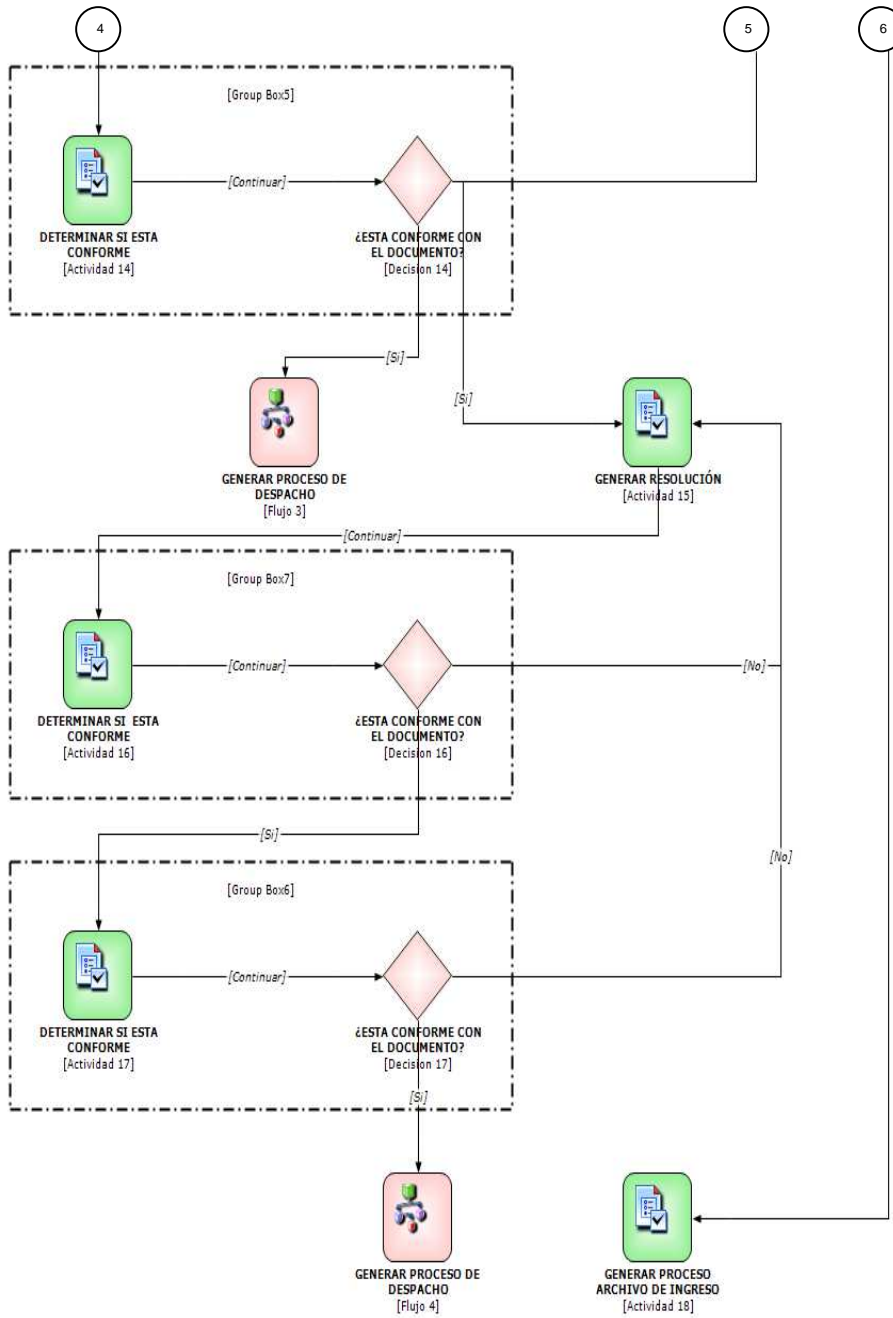 4
5
6
[Group Box5]
[Continuar]
DETERMINAR SI ESTA
CONFORME
[Actividad 14]
¿ESTA CONFORME CON
EL DOCUMENTO?
[Decision 14]
[Si]
[Si]
GENERAR PROCESO DE
DESPACHO
[Flujo 3]
GENERAR RESOLUCIÓN
[Actividad 15]
[Continuar]
[Group Box7]
[Continuar]
[No]
DETERMINAR SI ESTA
CONFORME
[Actividad 16]
¿ESTA CONFORME CON
EL DOCUMENTO?
[Decision 16]
[Si]
[No]
[Group Box6]
[Continuar]
DETERMINAR SI ESTA
CONFORME
[Actividad 17]
¿ESTA CONFORME CON
EL DOCUMENTO?
[Decision 17]
[Si]
GENERAR PROCESO DE
DESPACHO
[Flujo 4]
GENERAR PROCESO
ARCHIVO DE INGRESO
[Actividad 18]